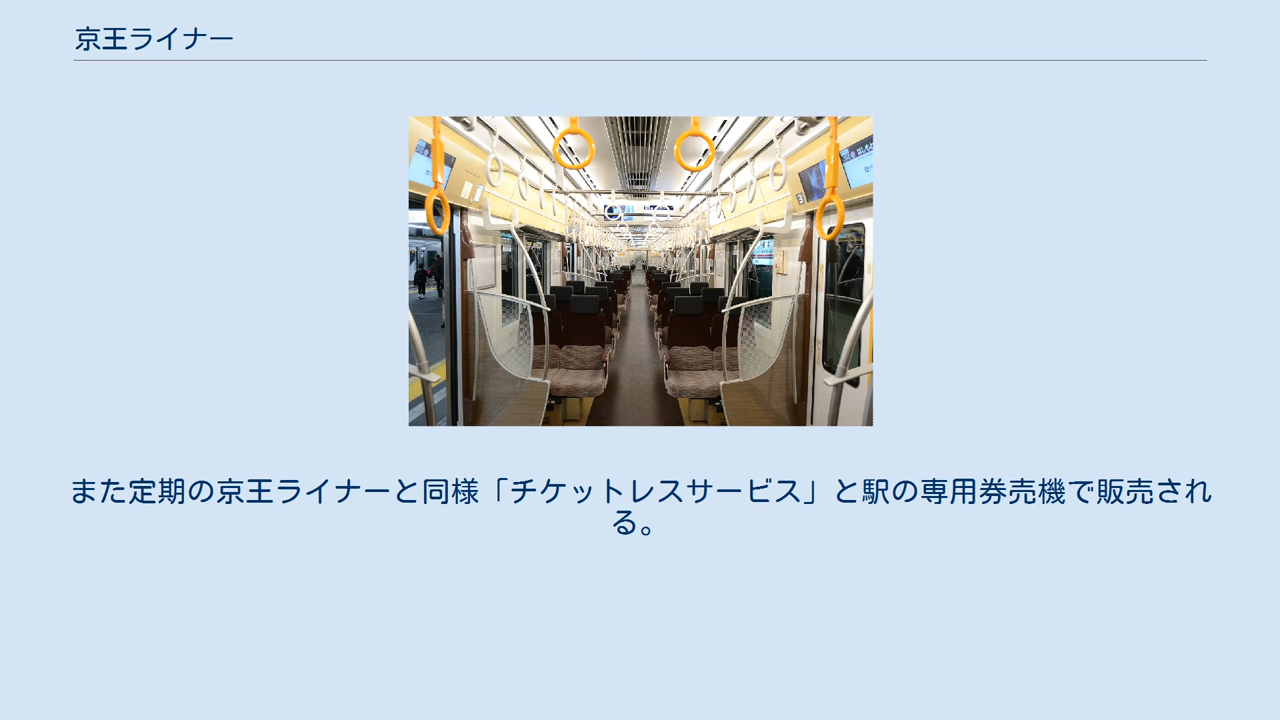 京王ライナー
また定期の京王ライナーと同様「チケットレスサービス」と駅の専用券売機で販売され
る。